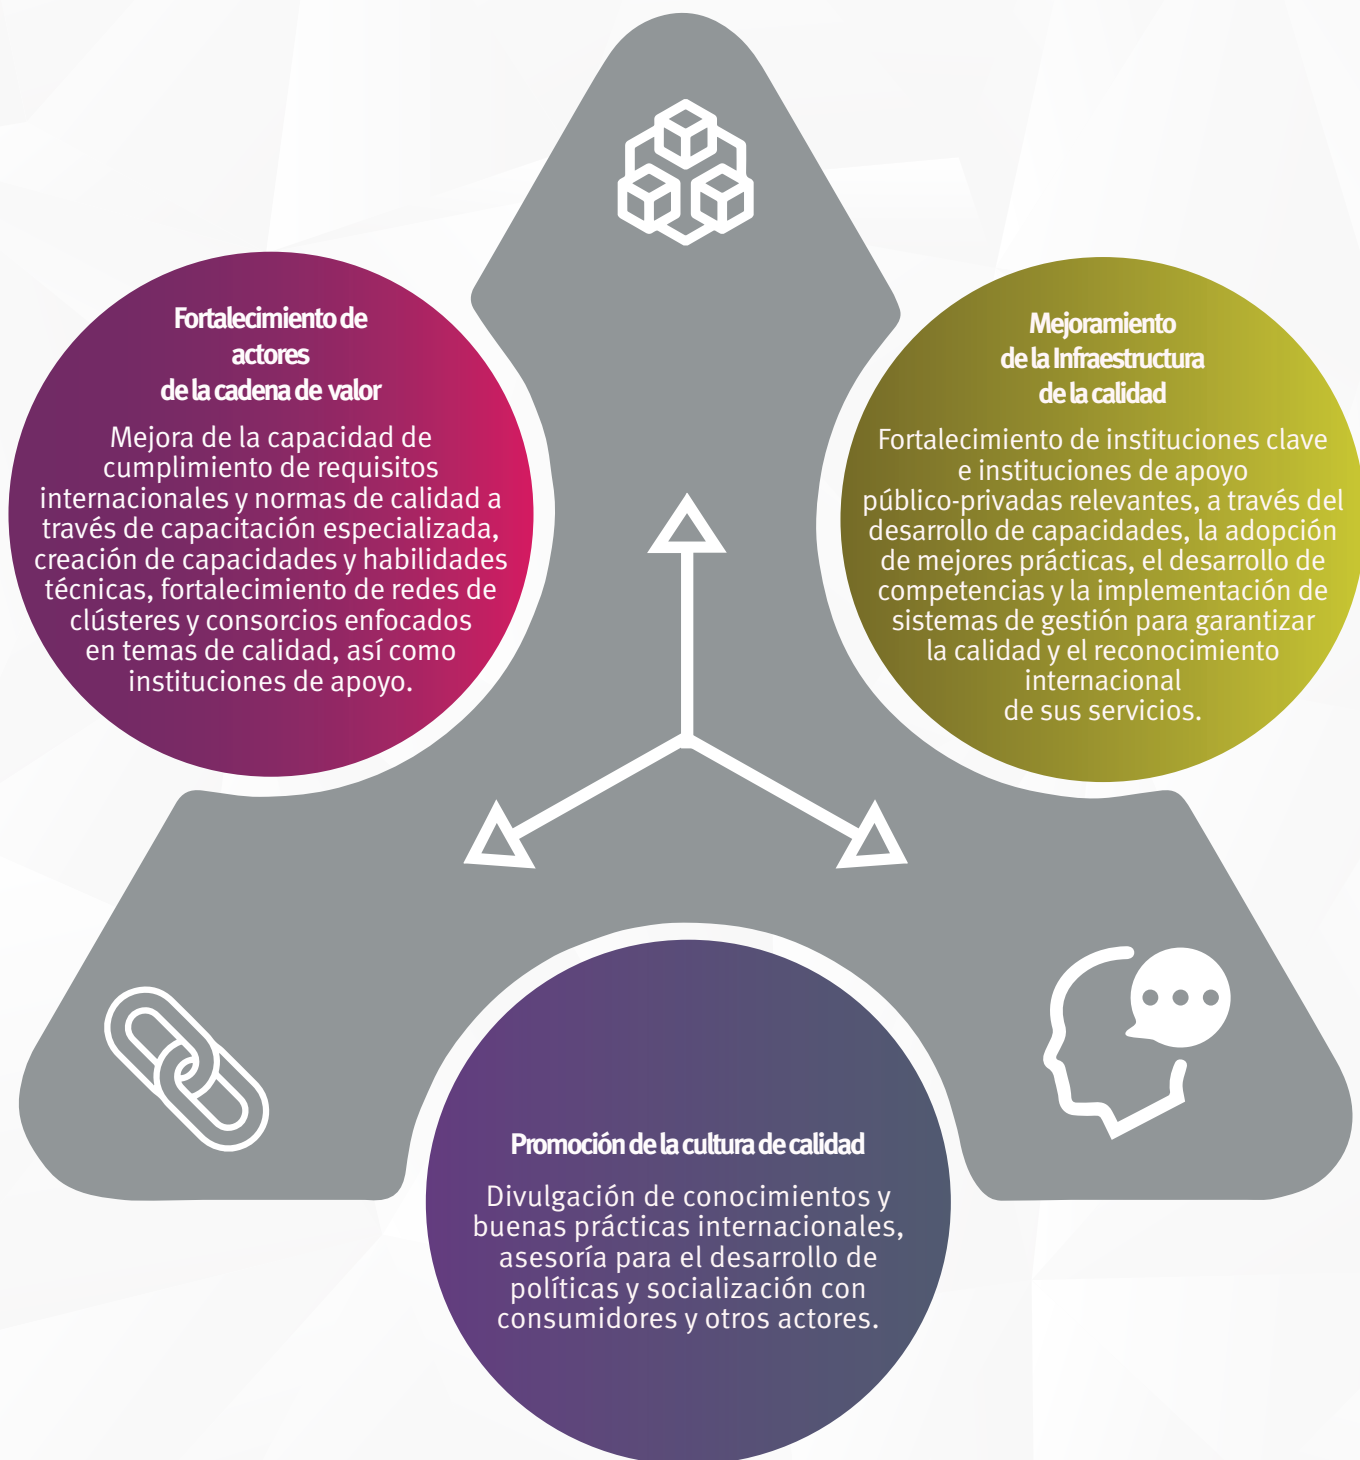 Fortalecimiento de
actores
de la cadena de valor
Mejora de la capacidad de
cumplimiento de requisitos
internacionales y normas de calidad a
través de capacitación especializada,
creación de capacidades y habilidades
técnicas, fortalecimiento de redes de
clústeres y consorcios enfocados
en temas de calidad, así como
instituciones de apoyo.
Mejoramiento
de la Infraestructura
de la calidad
Fortalecimiento de instituciones clave
e instituciones de apoyo
público-privadas relevantes, a través del
desarrollo de capacidades, la adopción
de mejores prácticas, el desarrollo de
competencias y la implementación de
sistemas de gestión para garantizar
la calidad y el reconocimiento
internacional
de sus servicios.
Promoción de la cultura de calidad
Divulgación de conocimientos y
buenas prácticas internacionales,
asesoría para el desarrollo de
políticas y socialización con
consumidores y otros actores.